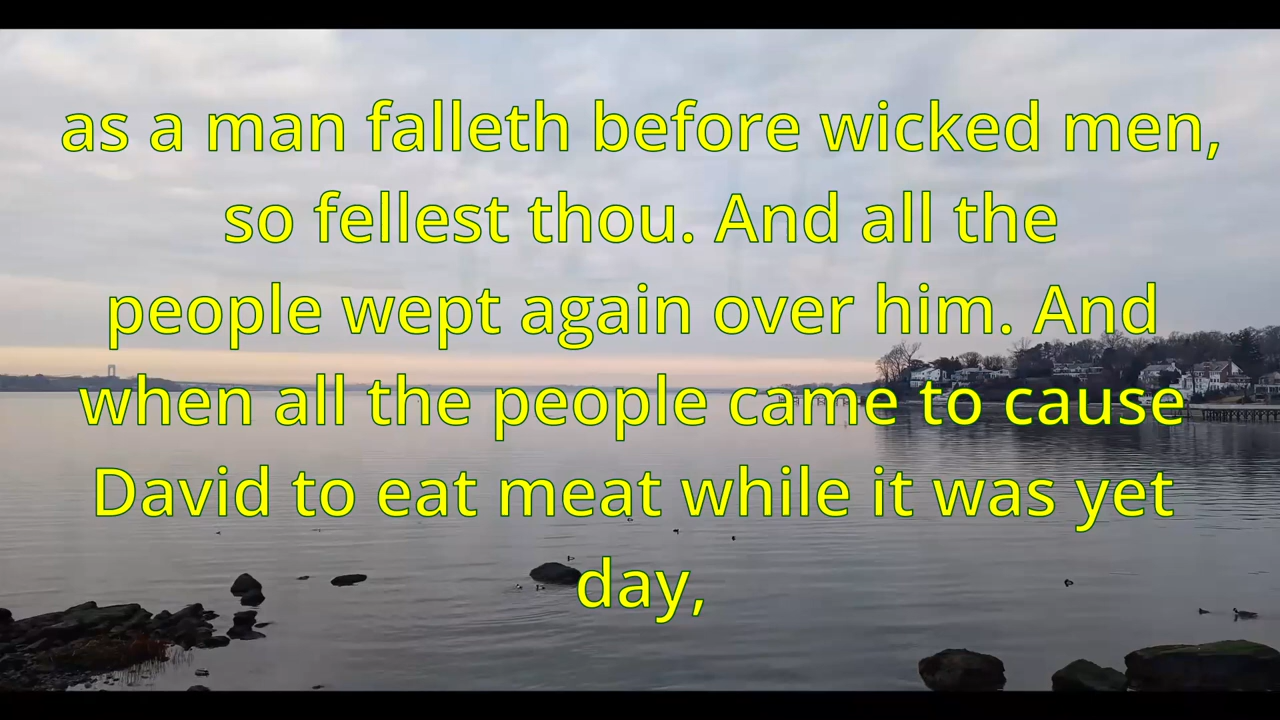 as a man falleth before wicked men,
so fellest thou. And all the
people wept again over him. And
when all the people came to cause
David to eat meat while it was yet
day,